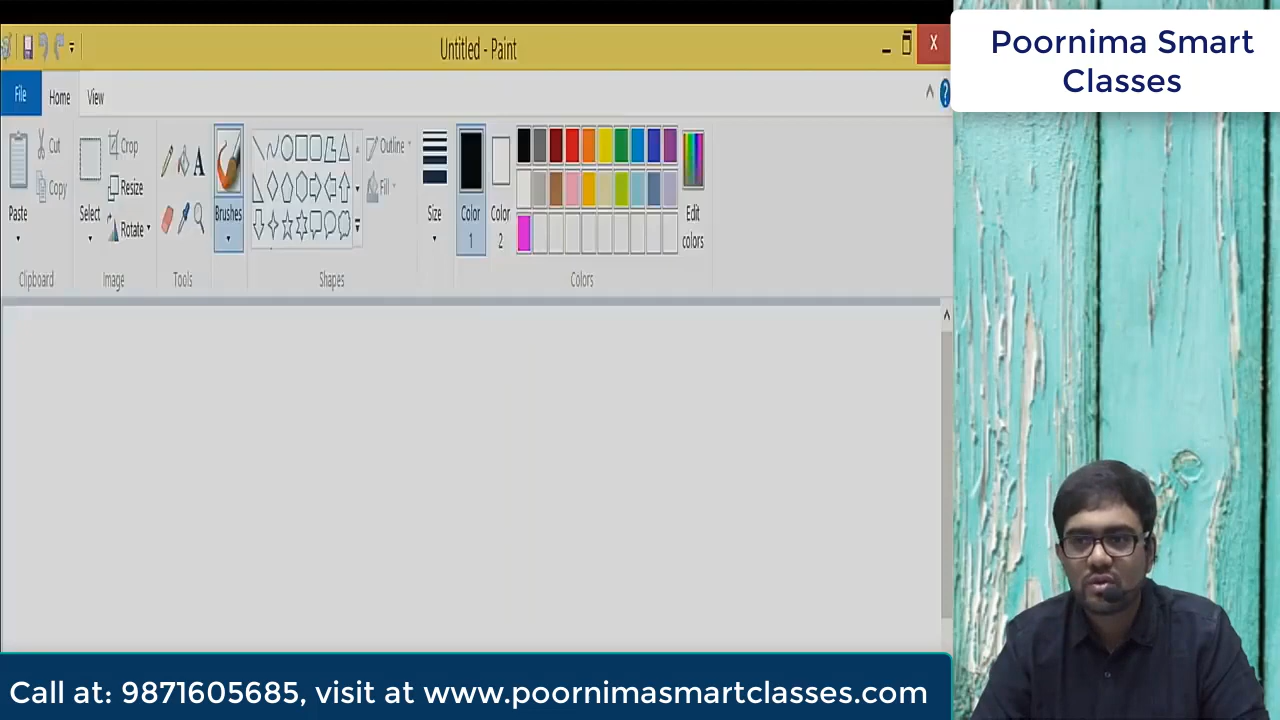 Untitled - Paint
Poornima Smart
Classes
File Home View
Cut
Copy
Paste
Clipboard
Crop
Resize
Rotate
Select
Image
A
Tools
Brushes
Outline
Fill
Shapes
Size
Color
1
Color
2
Edit
colors
Colors
Call at: 9871605685, visit at www.poornimasmartclasses.com